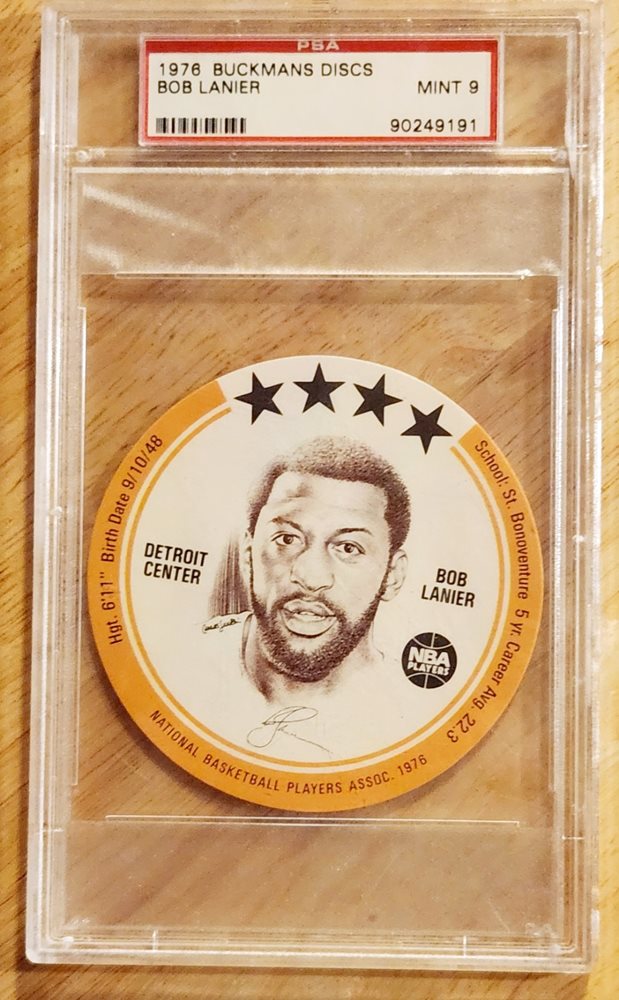 PSA
1976 BUCKMANS DISCS
BOB LANIER MINT 9
90249191
Hgt. 6'11" Birth Date 9/10/48
School: St. Bonaventure 5 yr. Career Avg. 22.3
DETROIT
CENTER
BOB
LANIER
NBA
PLAYERS
NATIONAL BASKETBALL PLAYERS ASSOC. 1976